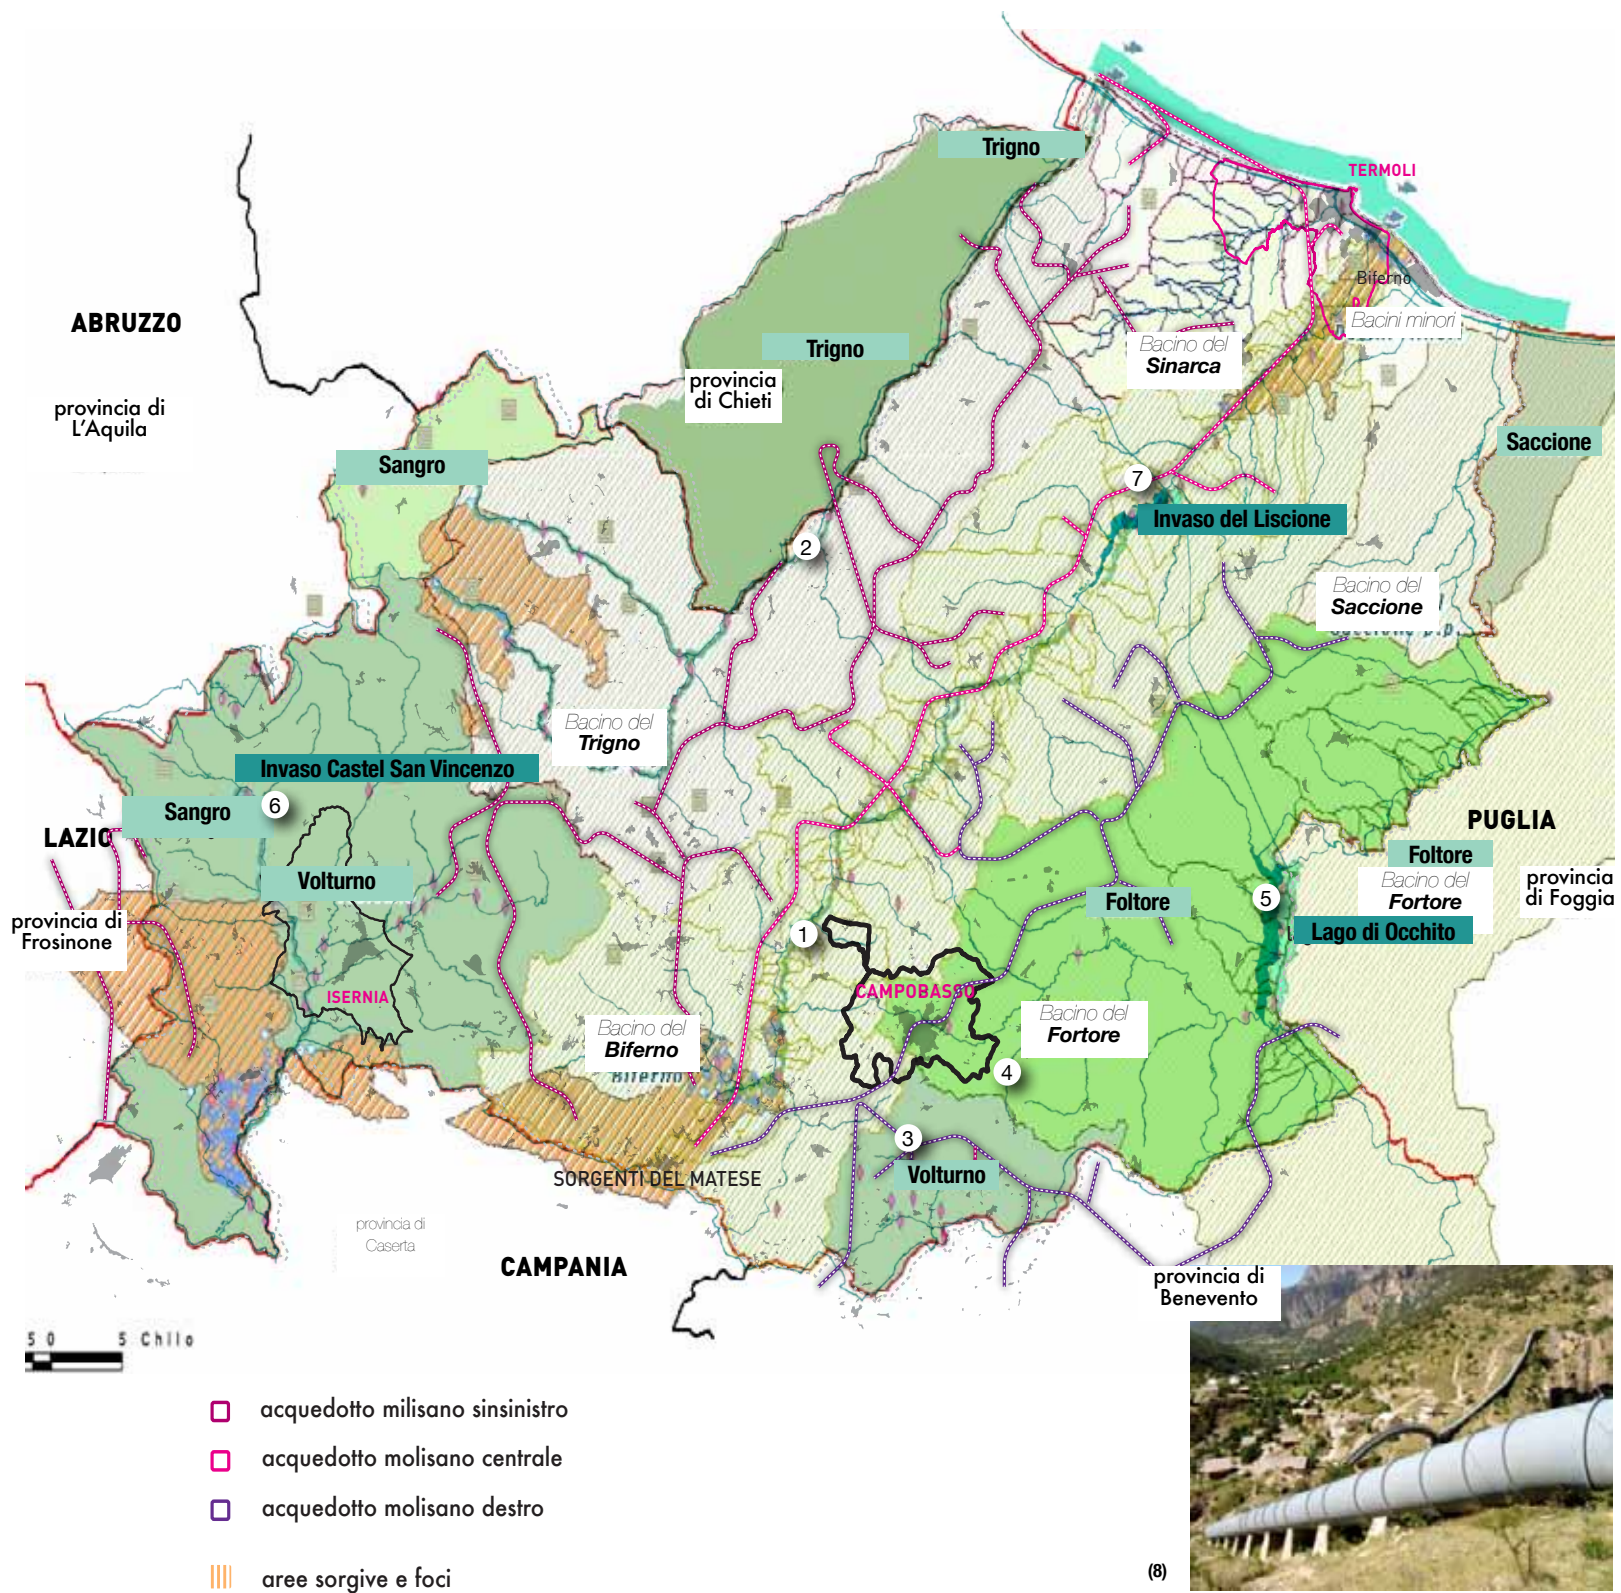 Trigno
TERMOLI
Biferno
ABRUZZO
Bacini minori
Trigno
Bacino del
Sinarca
provincia
di Chieti
provincia di
L'Aquila
Sangro
Saccione
7
Invaso del Liscione
2
Bacino del
Saccione
Bacino del
Trigno
Invaso Castel San Vincenzo
6
Sangro
LAZIO
PUGLIA
Foltore
Bacino del
Fortore
provincia
di Foggia
Volturno
5
Foltore
Lago di Occhito
provincia di
Frosinone
1
ISERNIA
CAMPOBASSO
Bacino del
Fortore
Bacino del
Biferno
Biferno
4
3
Volturno
SORGENTI DEL MATESE
provincia di
Caserta
CAMPANIA
provincia di
Benevento
5 0 5 Chilo
acquedotto milisano sinsinistro
acquedotto molisano centrale
acquedotto molisano destro
aree sorgive e foci
(8)